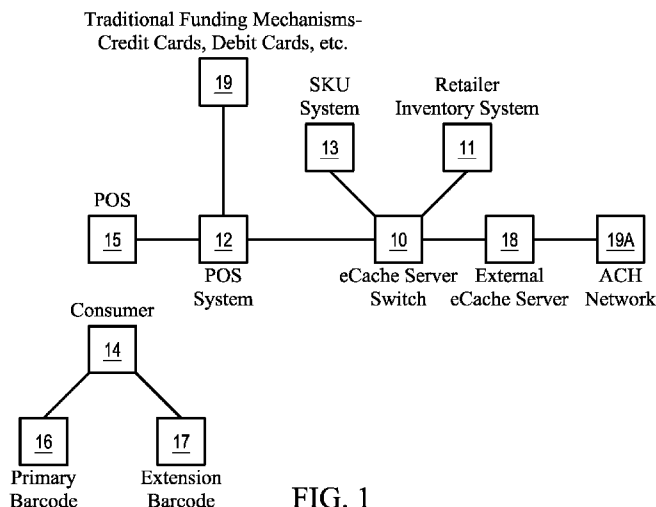 Traditional Funding Mechanisms-
Credit Cards, Debit Cards, etc.
19
SKU
System
13
Retailer
Inventory System
11
POS
15
12
POS
System
10
eCache Server
Switch
18
External
eCache Server
19A
ACH
Network
Consumer
14
16
Primary
Barcode
17
Extension
Barcode
FIG. 1